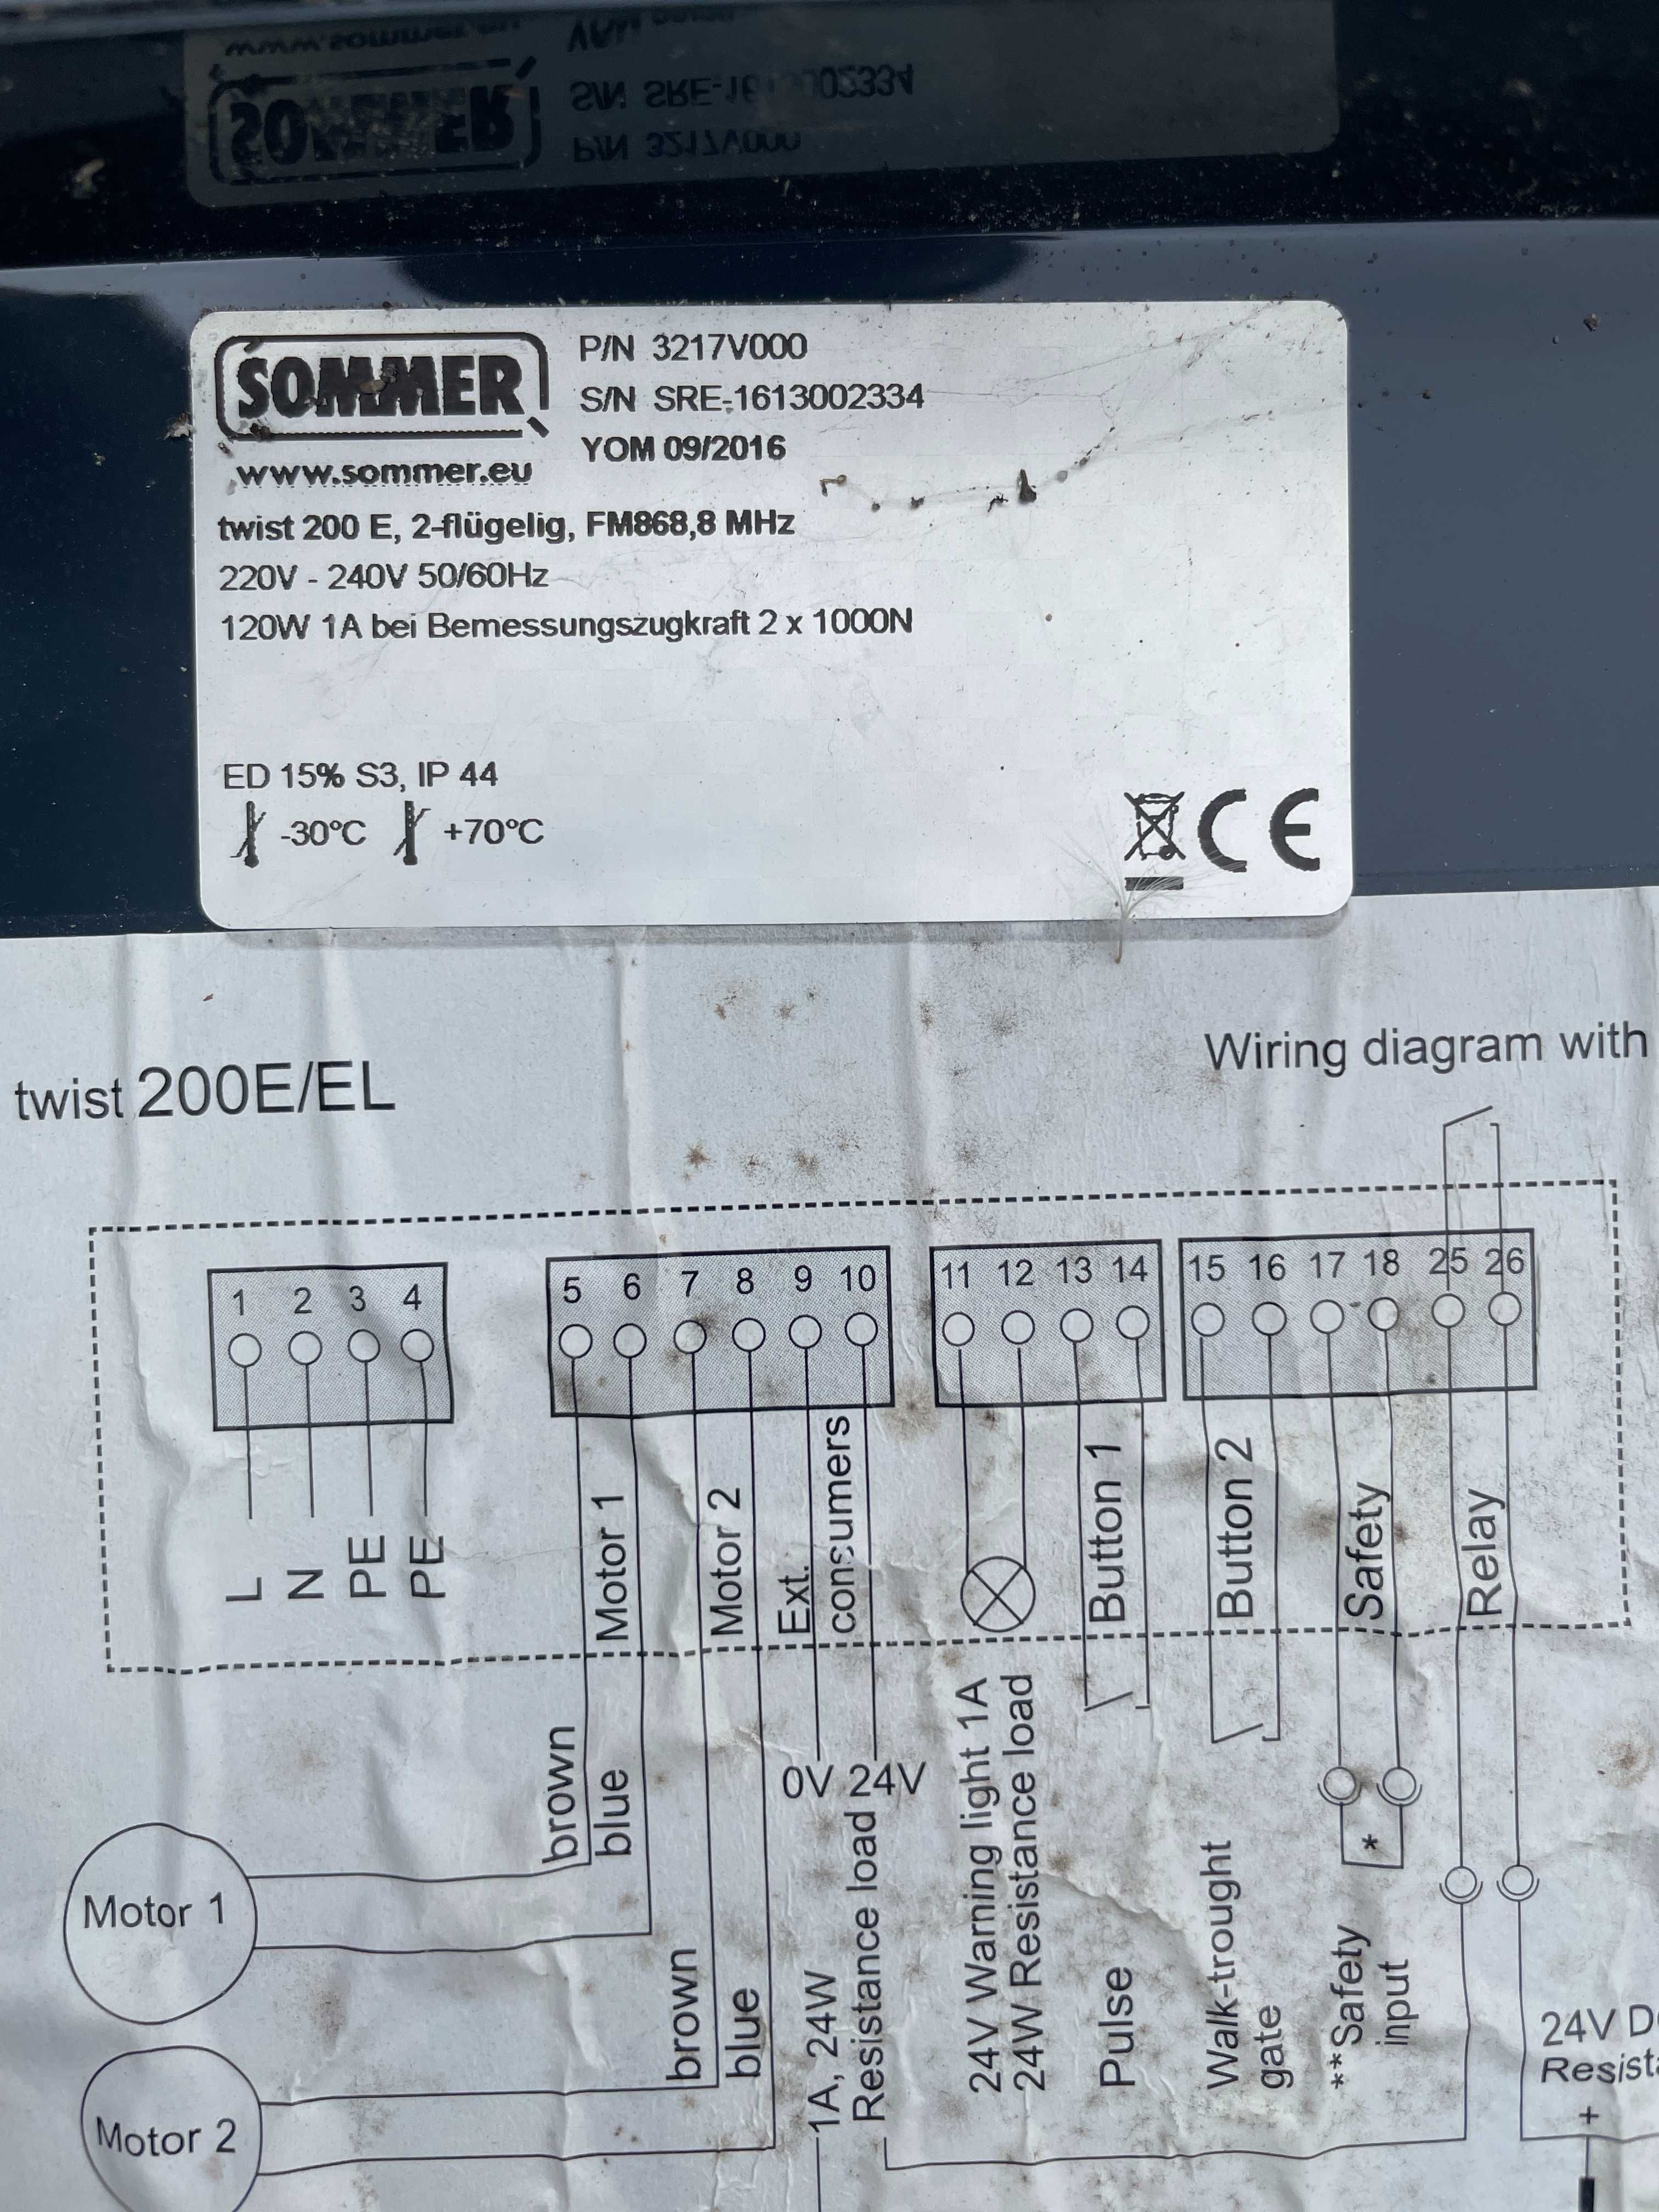 SOMMER
www.sommer.eu
P/N 3217V000
S/N SRE-1613002334
YOM 09/2016
twist 200 E, 2-flügelig, FM868,8 MHz
220V - 240V 50/60Hz
120W 1A bei Bemessungszugkraft 2 x 1000N
ED 15% S3, IP 44
-30°C +70°C
CE
twist 200E/EL
Wiring diagram with
1 2 3 4
5 6 7 8 9 10
11 12 13 14
15 16 17 18 25 26
L
N
PE
PE
Motor 1
Motor 2
Ext.
consumers
Button 1
Button 2
Safety
Relay
brown
blue
0V 24V
Motor 1
brown
blue
Motor 2
1A, 24W
Resistance load
24V Warning light 1A
24W Resistance load
Pulse
Walk-trought
gate
*
**Safety
input
24V
+